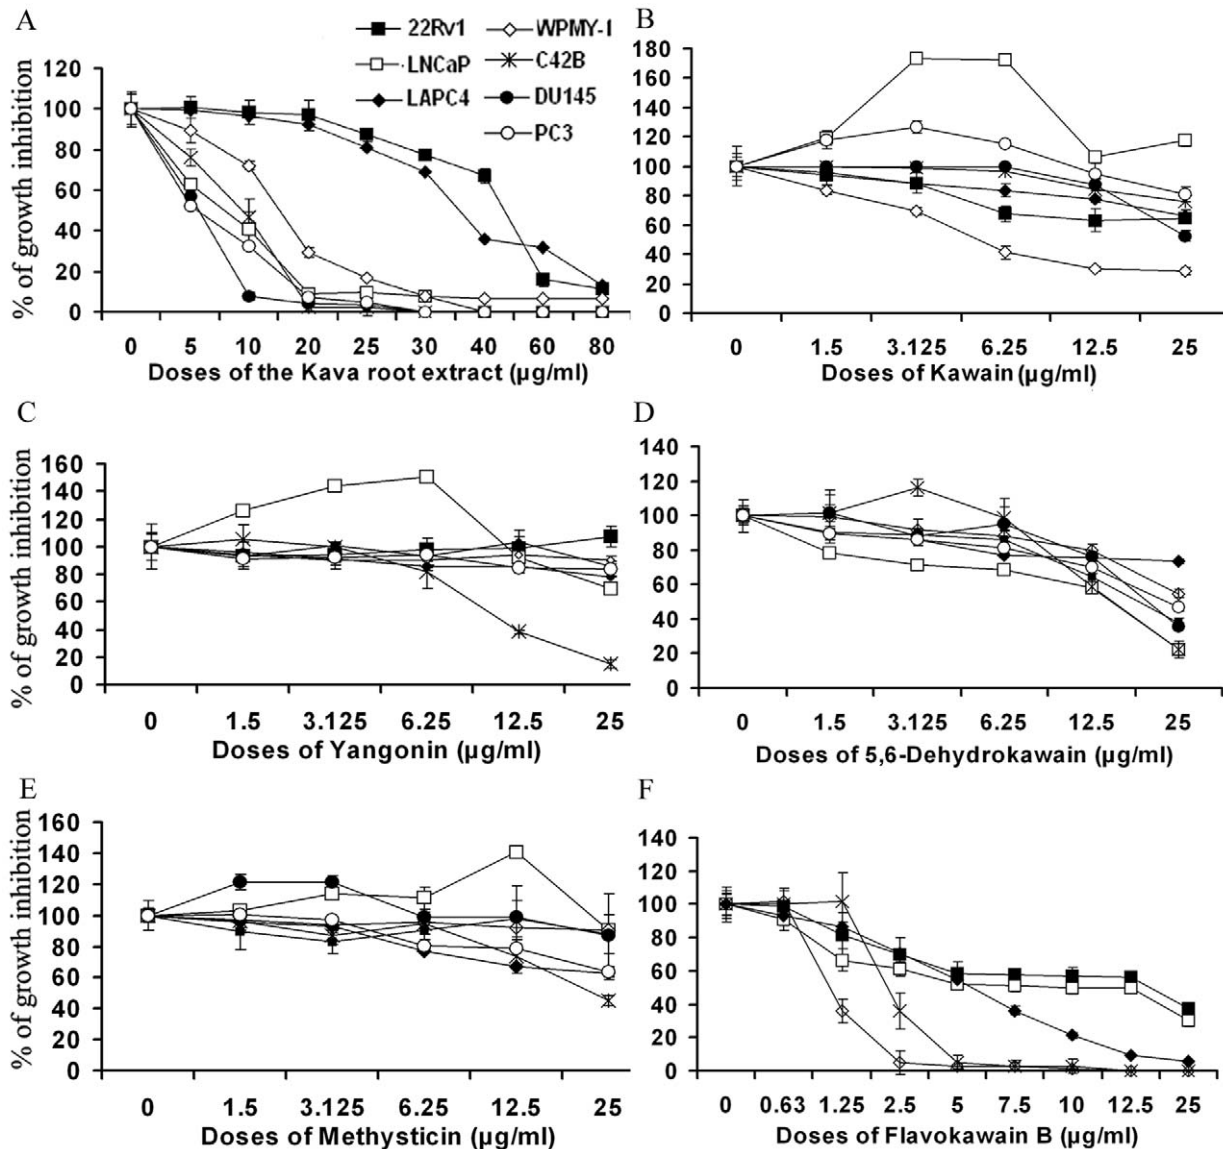 A
22Rv1
WPMY-1
LNCaP
C42B
LAPC4
DU145
PC3
% of growth inhibition
120
100
80
60
40
20
0
0 5 10 20 25 30 40 60 80
Doses of the Kava root extract (µg/ml)
B
180
160
140
120
100
80
60
40
20
0
0 1.5 3.125 6.25 12.5 25
Doses of Kawain (µg/ml)
C
% of growth inhibition
160
140
120
100
80
60
40
20
0
0 1.5 3.125 6.25 12.5 25
Doses of Yangonin (µg/ml)
D
140
120
100
80
60
40
20
0
0 1.5 3.125 6.25 12.5 25
Doses of 5,6-Dehydrokawain (µg/ml)
E
% of growth inhibition
160
140
120
100
80
60
40
20
0
0 1.5 3.125 6.25 12.5 25
Doses of Methysticin (µg/ml)
F
140
120
100
80
60
40
20
0
0 0.63 1.25 2.5 5 7.5 10 12.5 25
Doses of Flavokawain B (µg/ml)